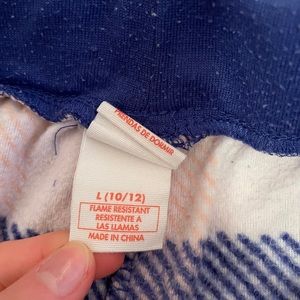 PRENDAS DE DORMIR
L (10/12)
FLAME RESISTANT
RESISTENTE A
LAS LLAMAS
MADE IN CHINA